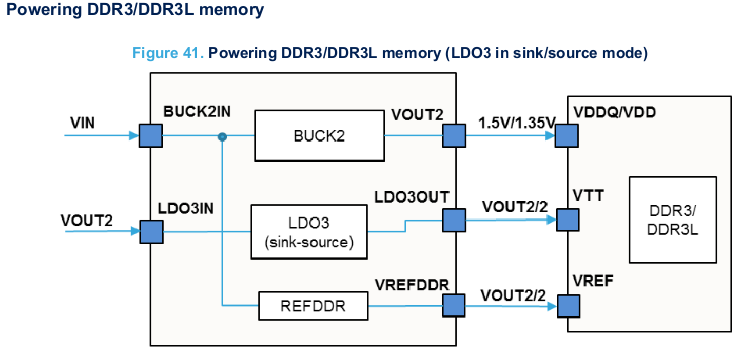 Powering DDR3/DDR3L memory
Figure 41. Powering DDR3/DDR3L memory (LDO3 in sink/source mode)
VIN
BUCK2IN
BUCK2
VOUT2
1.5V/1.35V
VDDQ/VDD
VOUT2
LDO3IN
LDO3
(sink-source)
LDO3OUT
VOUT2/2
VTT
DDR3/
DDR3L
REFDDR
VREFDDR
VOUT2/2
VREF